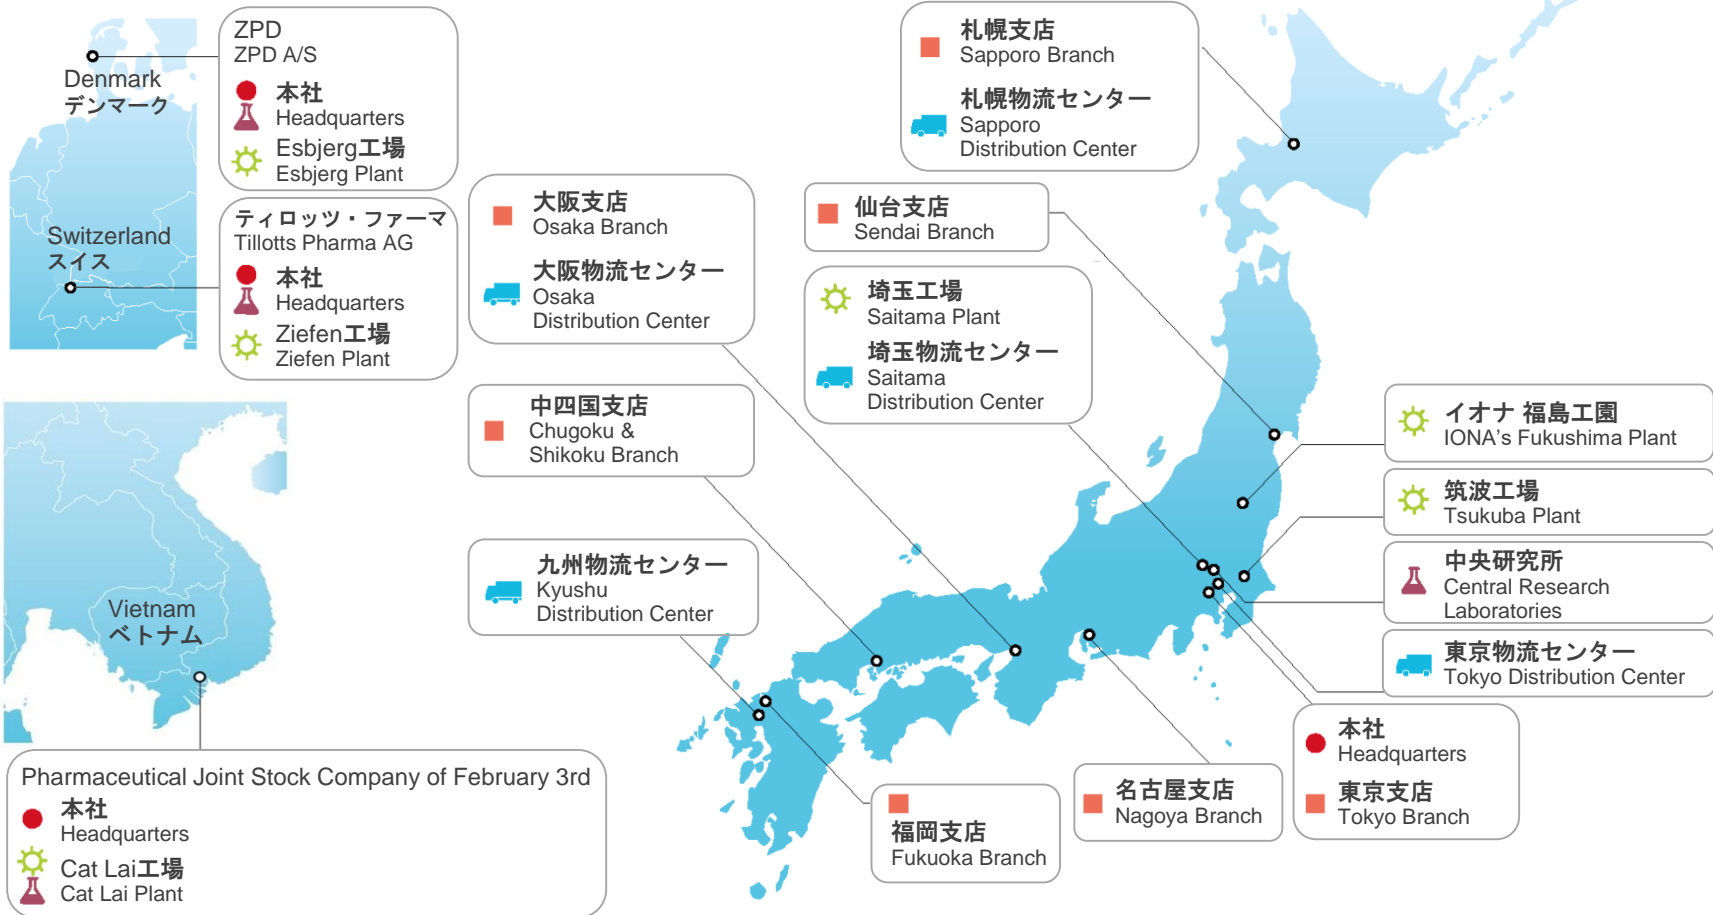 ZPD
ZPD A/S
本社
Headquarters
Esbjerg工場
Esbjerg Plant
Denmark
デンマーク
ティロッツ・ファーマ
Tillotts Pharma AG
本社
Headquarters
Ziefen工場
Ziefen Plant
Switzerland
スイス
Vietnam
ベトナム
Pharmaceutical Joint Stock Company of February 3rd
本社
Headquarters
Cat Lai工場
Cat Lai Plant
大阪支店
Osaka Branch
大阪物流センター
Osaka
Distribution Center
中四国支店
Chugoku &
Shikoku Branch
九州物流センター
Kyushu
Distribution Center
札幌支店
Sapporo Branch
札幌物流センター
Sapporo
Distribution Center
仙台支店
Sendai Branch
埼玉工場
Saitama Plant
埼玉物流センター
Saitama
Distribution Center
イオナ 福島工園
IONA's Fukushima Plant
筑波工場
Tsukuba Plant
中央研究所
Central Research
Laboratories
東京物流センター
Tokyo Distribution Center
本社
Headquarters
東京支店
Tokyo Branch
名古屋支店
Nagoya Branch
福岡支店
Fukuoka Branch